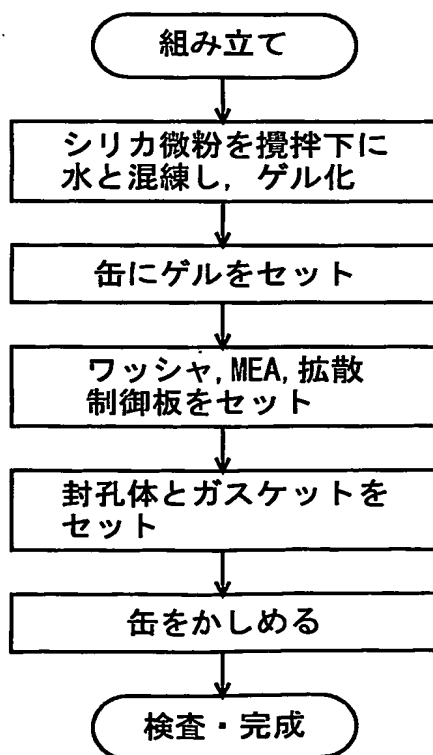 組み立て
シリカ微粉を攪拌下に
水と混練し，ゲル化
缶にゲルをセット
ワッシャ,MEA,拡散
制御板をセット
封孔体とガスケットを
セット
缶をかしめる
検査・完成